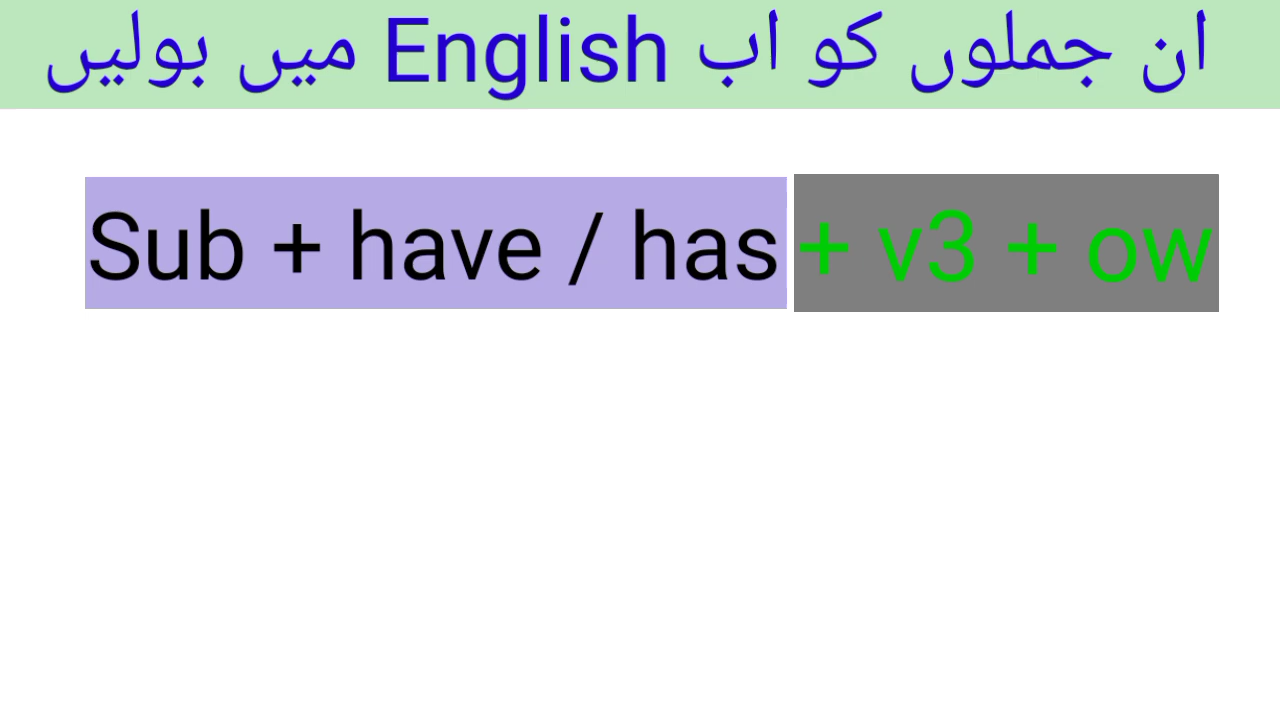 ان جملوں کو اب English میں بولیں
Sub + have / has + v3 + ow